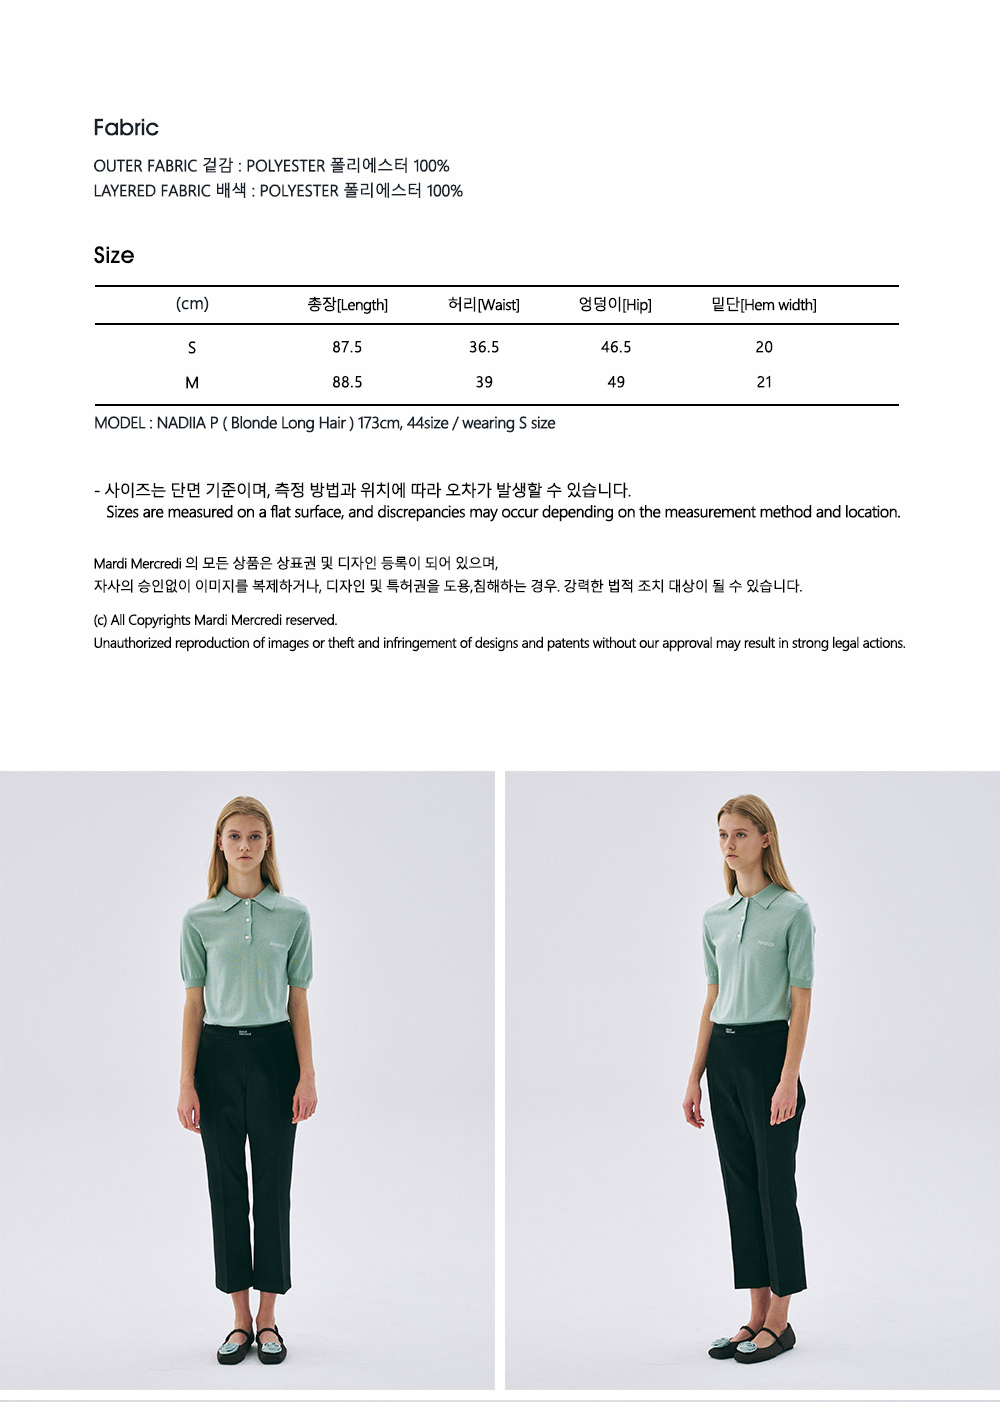 Fabric
OUTER FABRIC 겉감 : POLYESTER 폴리에스터 100%
LAYERED FABRIC 배색 : POLYESTER 폴리에스터 100%
Size
(cm) 총장[Length] 허리[Waist] 엉덩이[Hip] 밑단[Hem width]
S 87.5 36.5 46.5 20
M 88.5 39 49 21
MODEL : NADIIA P ( Blonde Long Hair ) 173cm, 44size / wearing S size
- 사이즈는 단면 기준이며, 측정 방법과 위치에 따라 오차가 발생할 수 있습니다.
Sizes are measured on a flat surface, and discrepancies may occur depending on the measurement method and location.
Mardi Mercredi 의 모든 상품은 상표권 및 디자인 등록이 되어 있으며,
자사의 승인없이 이미지를 복제하거나, 디자인 및 특허권을 도용,침해하는 경우. 강력한 법적 조치 대상이 될 수 있습니다.
(c) All Copyrights Mardi Mercredi reserved.
Unauthorized reproduction of images or theft and infringement of designs and patents without our approval may result in strong legal actions.